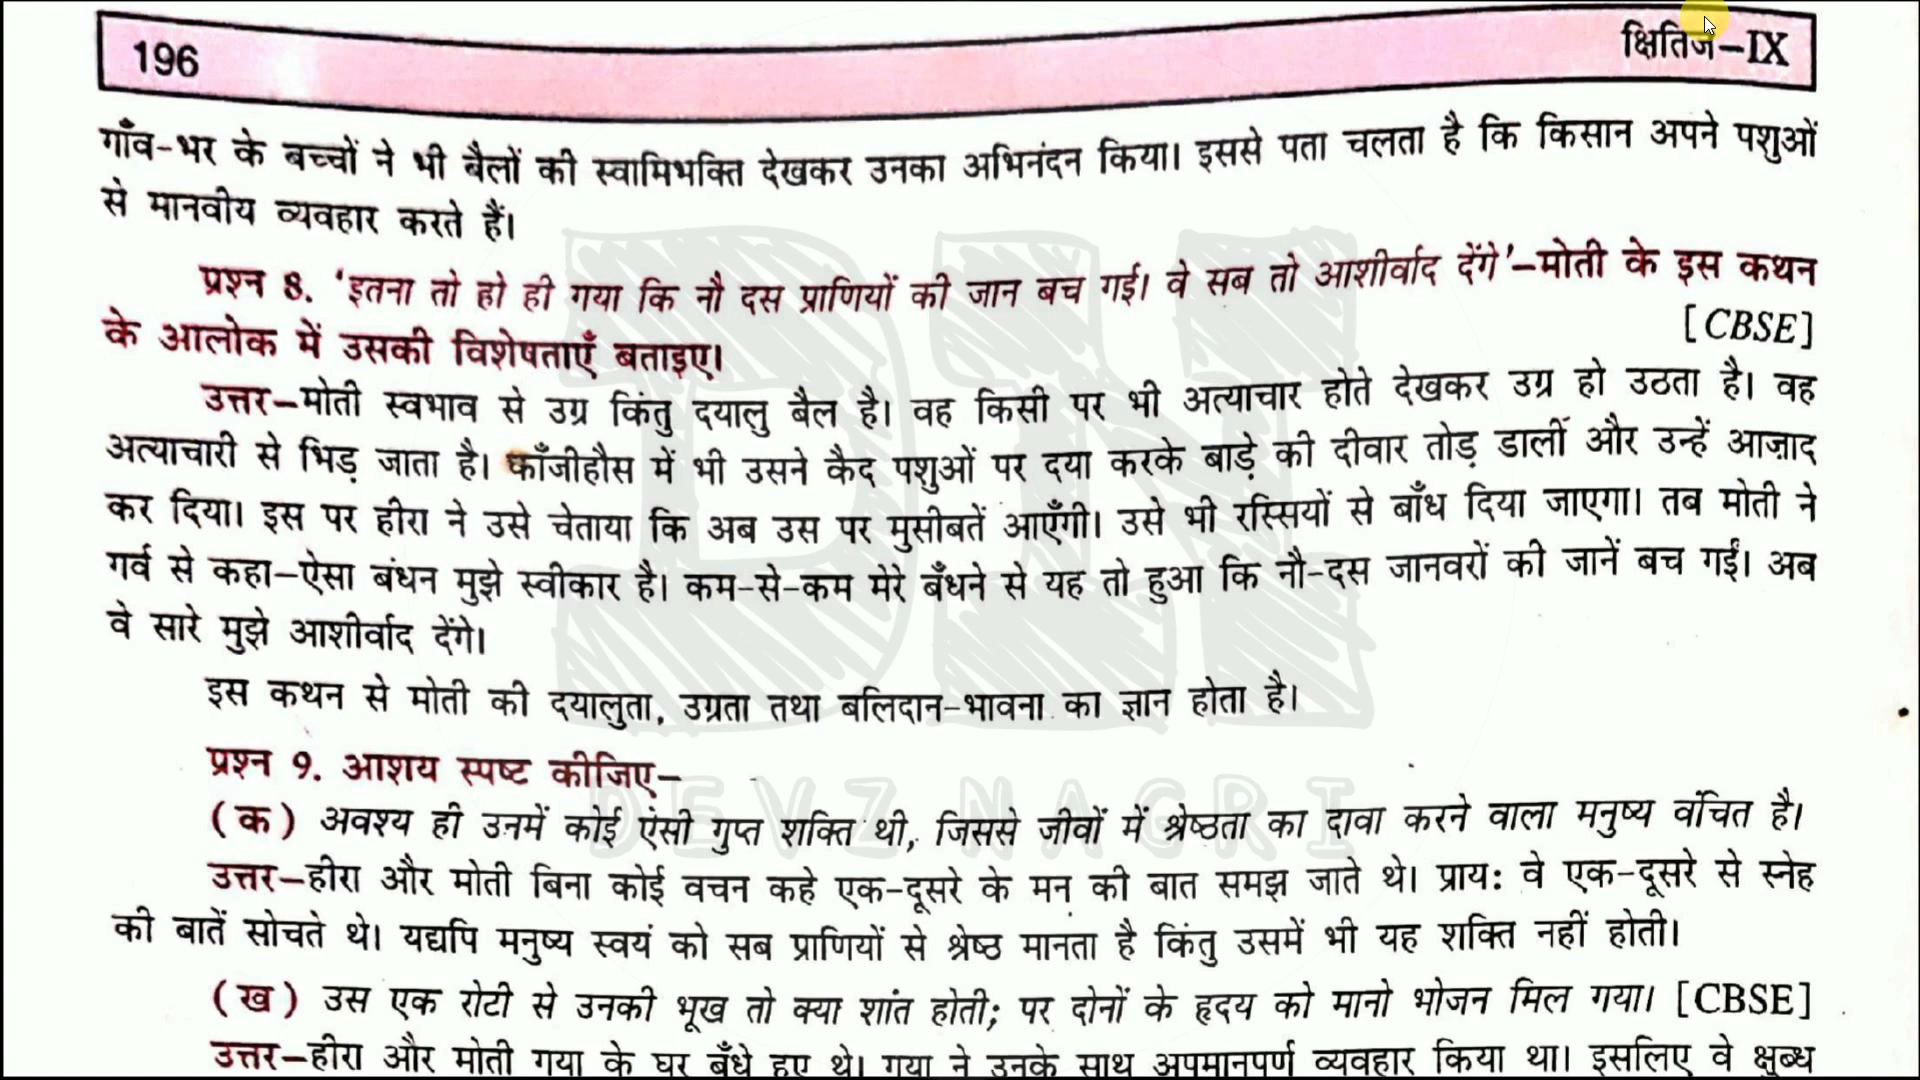 196
क्षितिज–IX
गाँव-भर के बच्चों ने भी बैलों की स्वामिभक्ति देखकर उनका अभिनंदन किया। इससे पता चलता है कि किसान अपने पशुओं
से मानवीय व्यवहार करते हैं।
प्रश्न 8. ‘इतना तो हो ही गया कि नौ दस प्राणियों की जान बच गई। वे सब तो आशीर्वाद देंगे’–मोती के इस कथन
के आलोक में उसकी विशेषताएँ बताइए। [CBSE]
उत्तर–मोती स्वभाव से उग्र किंतु दयालु बैल है। वह किसी पर भी अत्याचार होते देखकर उग्र हो उठता है। वह
अत्याचारी से भिड़ जाता है। काँजीहौस में भी उसने कैद पशुओं पर दया करके बाड़े की दीवार तोड़ डालीं और उन्हें आज़ाद
कर दिया। इस पर हीरा ने उसे चेताया कि अब उस पर मुसीबतें आएँगी। उसे भी रस्सियों से बाँध दिया जाएगा। तब मोती ने
गर्व से कहा–ऐसा बंधन मुझे स्वीकार है। कम-से-कम मेरे बँधने से यह तो हुआ कि नौ-दस जानवरों की जानें बच गईं। अब
वे सारे मुझे आशीर्वाद देंगे।
इस कथन से मोती की दयालुता, उग्रता तथा बलिदान-भावना का ज्ञान होता है।
प्रश्न 9. आशय स्पष्ट कीजिए–
(क) अवश्य ही उनमें कोई ऐसी गुप्त शक्ति थी, जिससे जीवों में श्रेष्ठता का दावा करने वाला मनुष्य वंचित है।
उत्तर–हीरा और मोती बिना कोई वचन कहे एक-दूसरे के मन की बात समझ जाते थे। प्राय: वे एक-दूसरे से स्नेह
की बातें सोचते थे। यद्यपि मनुष्य स्वयं को सब प्राणियों से श्रेष्ठ मानता है किंतु उसमें भी यह शक्ति नहीं होती।
(ख) उस एक रोटी से उनकी भूख तो क्या शांत होती; पर दोनों के हृदय को मानो भोजन मिल गया। [CBSE]
उत्तर–हीरा और मोती गया के घर बँधे हुए थे। गया ने उनके साथ अपमानपूर्ण व्यवहार किया था। इसलिए वे क्षुब्ध
DN
DEVZ NAGRI